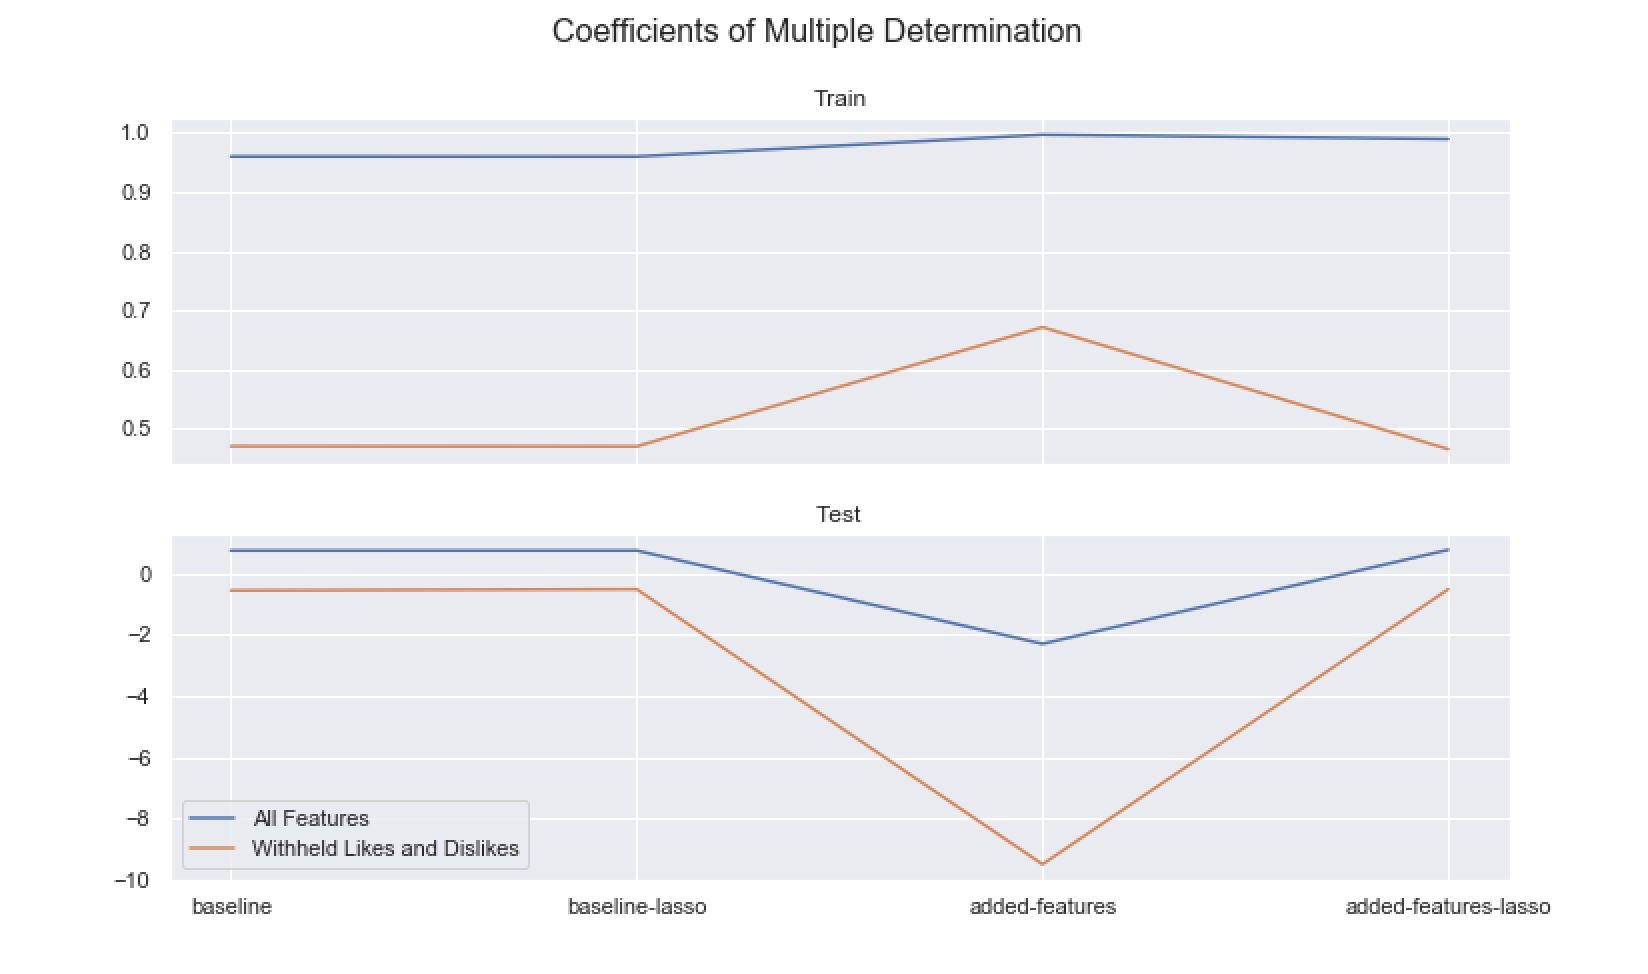 Coefficients of Multiple Determination
Train
1.0
0.9
0.8
0.7
0.6
0.5
Test
0
−2
−4
−6
−8
−10
All Features
Withheld Likes and Dislikes
baseline baseline-lasso added-features added-features-lasso